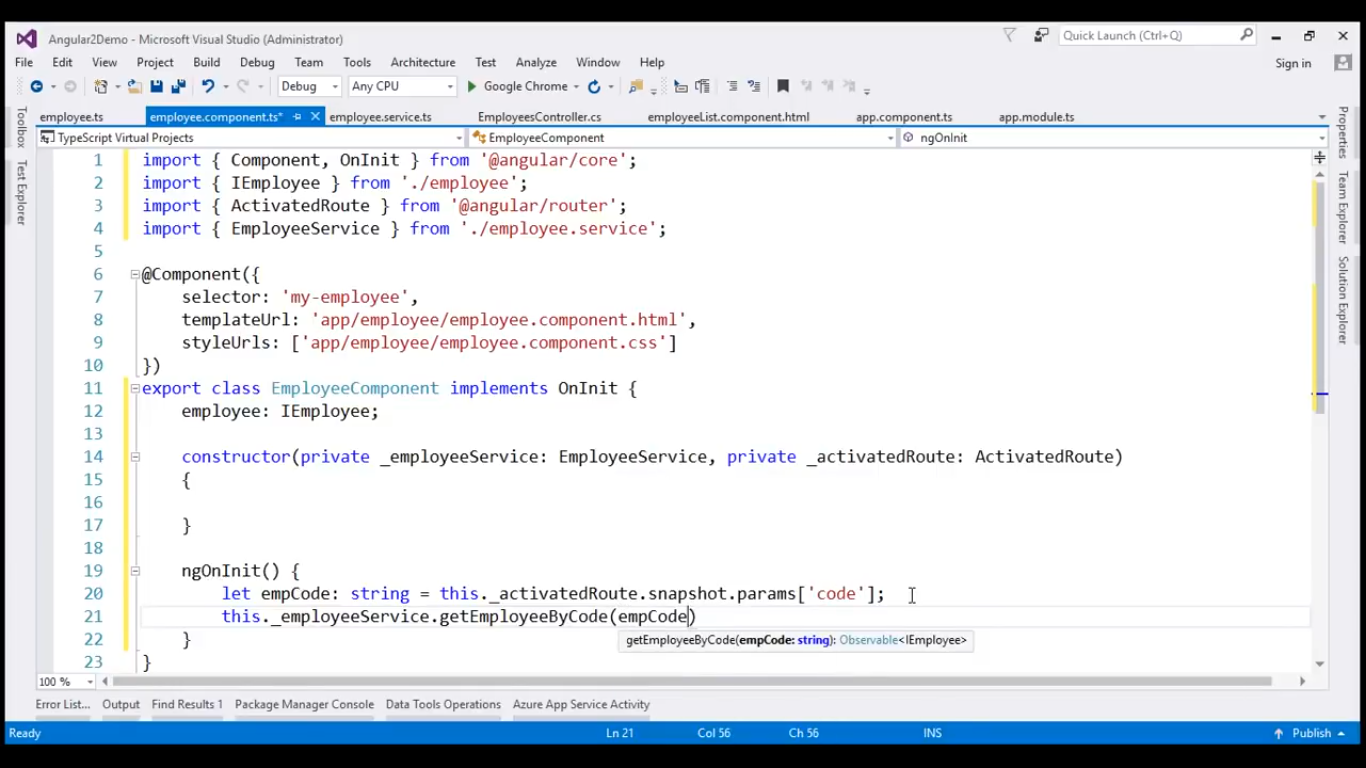 Angular2Demo - Microsoft Visual Studio (Administrator)
Quick Launch (Ctrl+Q)
File Edit View Project Build Debug Team Tools Architecture Test Analyze Window Help
Sign in
Debug Any CPU Google Chrome
employee.ts employee.component.ts* employee.service.ts EmployeesController.cs employeeList.component.html app.component.ts app.module.ts
TypeScript Virtual Projects EmployeeComponent ngOnInit
Toolbox
Test Explorer
Properties
Team Explorer
Solution Explorer
1 import { Component, OnInit } from '@angular/core';
2 import { IEmployee } from './employee';
3 import { ActivatedRoute } from '@angular/router';
4 import { EmployeeService } from './employee.service';
5
6 @Component({
7 selector: 'my-employee',
8 templateUrl: 'app/employee/employee.component.html',
9 styleUrls: ['app/employee/employee.component.css']
10 })
11 export class EmployeeComponent implements OnInit {
12 employee: IEmployee;
13
14 constructor(private _employeeService: EmployeeService, private _activatedRoute: ActivatedRoute)
15 {
16
17 }
18
19 ngOnInit() {
20 let empCode: string = this._activatedRoute.snapshot.params['code'];
21 this._employeeService.getEmployeeByCode(empCode)
getEmployeeByCode(empCode: string): Observable<IEmployee>
22 }
23 }
100 %
Error List... Output Find Results 1 Package Manager Console Data Tools Operations Azure App Service Activity
Ready Ln 21 Col 56 Ch 56 INS Publish